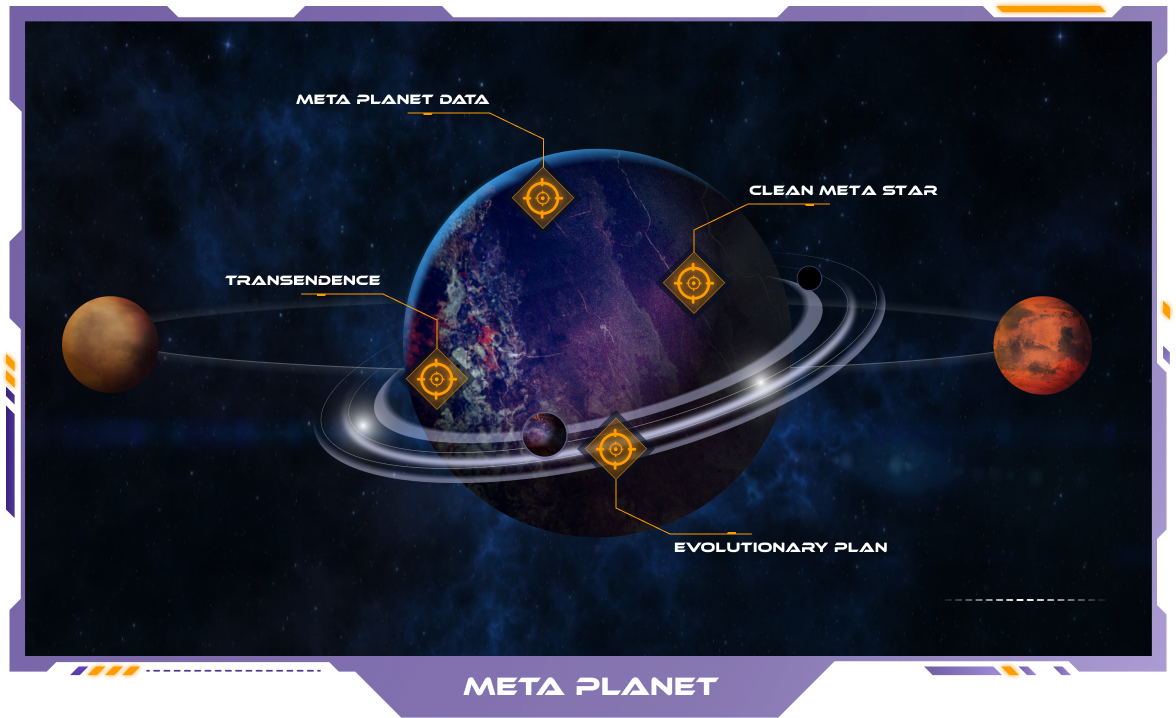 META PLANET DATA
CLEAN META STAR
TRANSENDENCE
EVOLUTIONARY PLAN
META PLANET